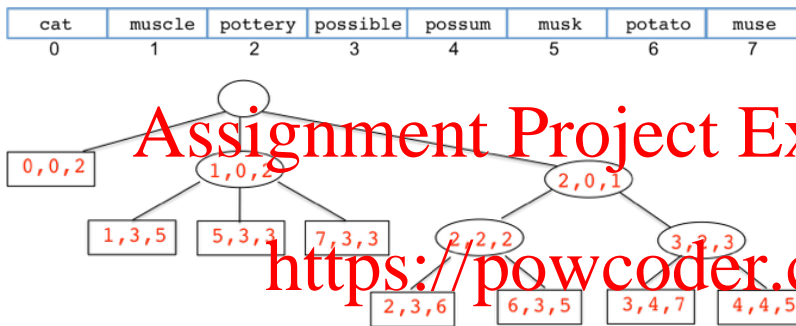 cat muscle pottery possible possum musk potato muse
0 1 2 3 4 5 6 7
Assignment Project Ex
0,0,2 1,0,2 2,0,1
1,3,5 5,3,3 7,3,3 2,2,2 3,2,3
https://powcoder.c
2,3,6 6,3,5 3,4,7 4,4,5